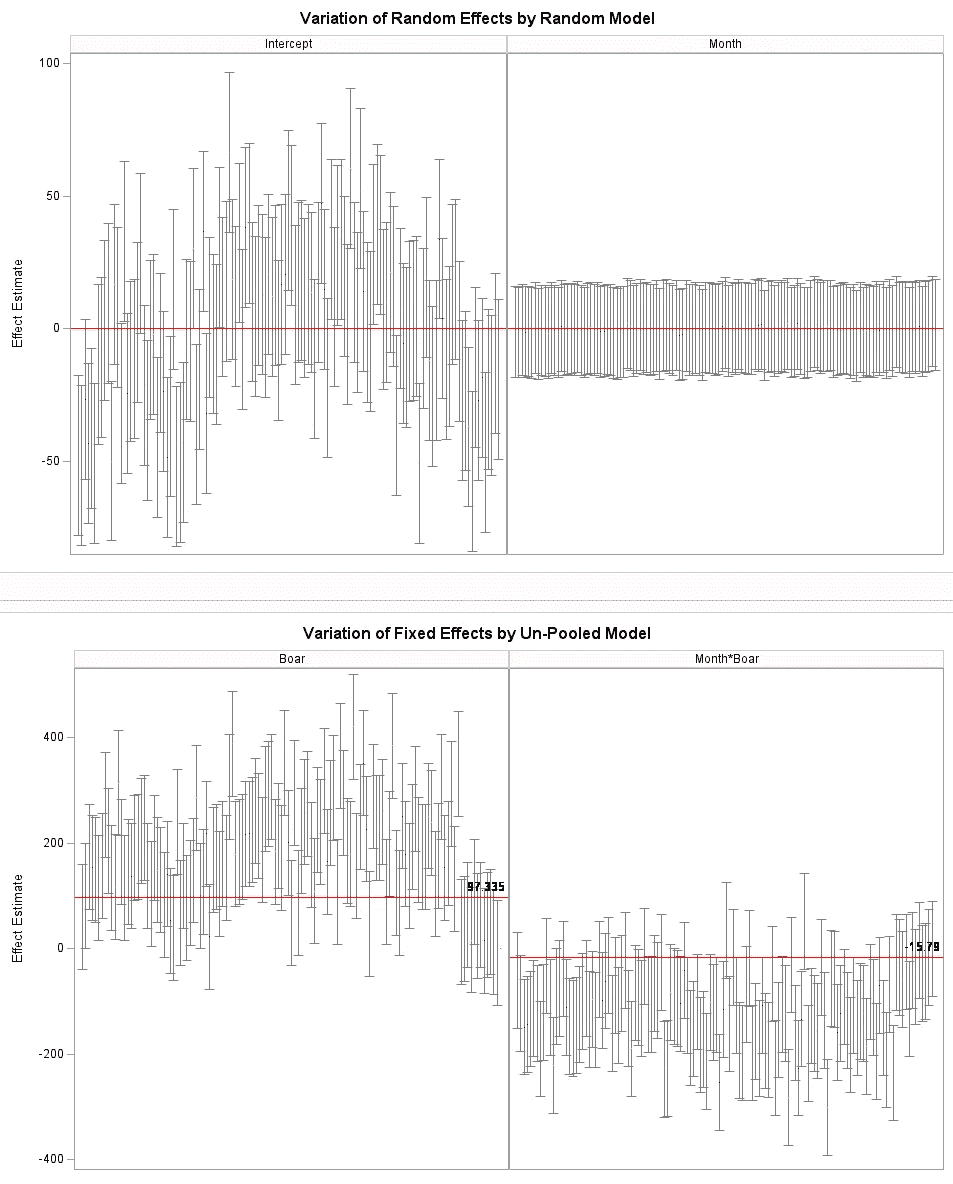 Variation of Random Effects by Random Model
Intercept
Month
100
50
0
-50
Effect Estimate
Variation of Fixed Effects by Un-Pooled Model
Boar
Month*Boar
400
200
0
-200
-400
Effect Estimate
97.335
-15.79